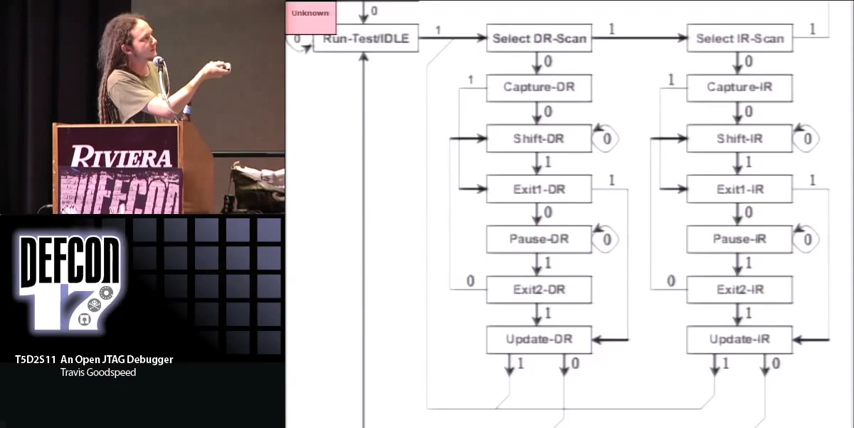 RIVIERA
DEFCON
DEFCON
17
T5D2S11 An Open JTAG Debugger
Travis Goodspeed
Unknown
0
0
Run-Test/IDLE
1
Select DR-Scan
1
Select IR-Scan
1
0
0
1
Capture-DR
1
Capture-IR
0
0
Shift-DR
0
Shift-IR
0
1
1
Exit1-DR
1
Exit1-IR
1
0
0
Pause-DR
0
Pause-IR
0
1
1
0
Exit2-DR
0
Exit2-IR
1
1
Update-DR
Update-IR
1
0
1
0